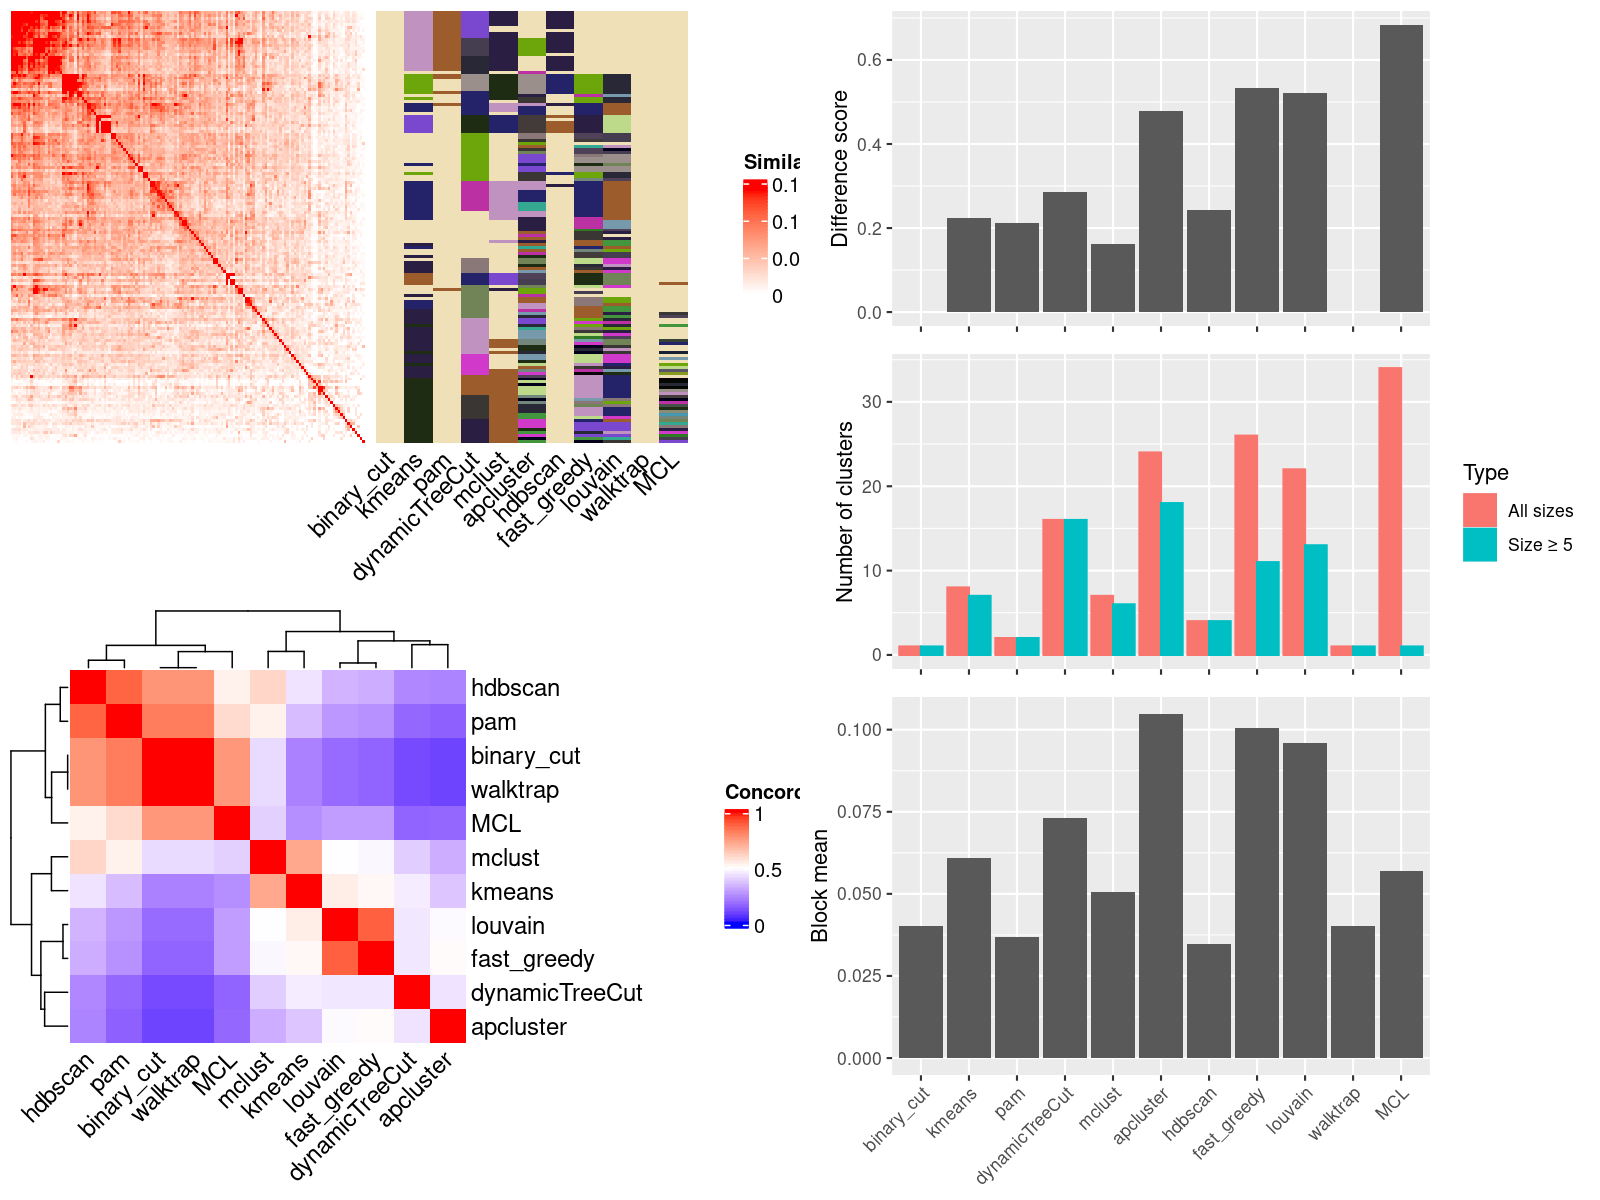 Simila
0.1
0.1
0.0
0
binary_cut
kmeans
pam
dynamicTreeCut
mclust
apcluster
hdbscan
fast_greedy
louvain
walktrap
MCL
hdbscan
pam
binary_cut
walktrap
MCL
mclust
kmeans
louvain
fast_greedy
dynamicTreeCut
apcluster
hdbscan
pam
binary_cut
walktrap
MCL
mclust
kmeans
louvain
fast_greedy
dynamicTreeCut
apcluster
Concord
1
0.5
0
Difference score
0.6
0.4
0.2
0.0
Number of clusters
30
20
10
0
Type
All sizes
Size ≥ 5
Block mean
0.100
0.075
0.050
0.025
0.000
binary_cut
kmeans
pam
dynamicTreeCut
mclust
apcluster
hdbscan
fast_greedy
louvain
walktrap
MCL